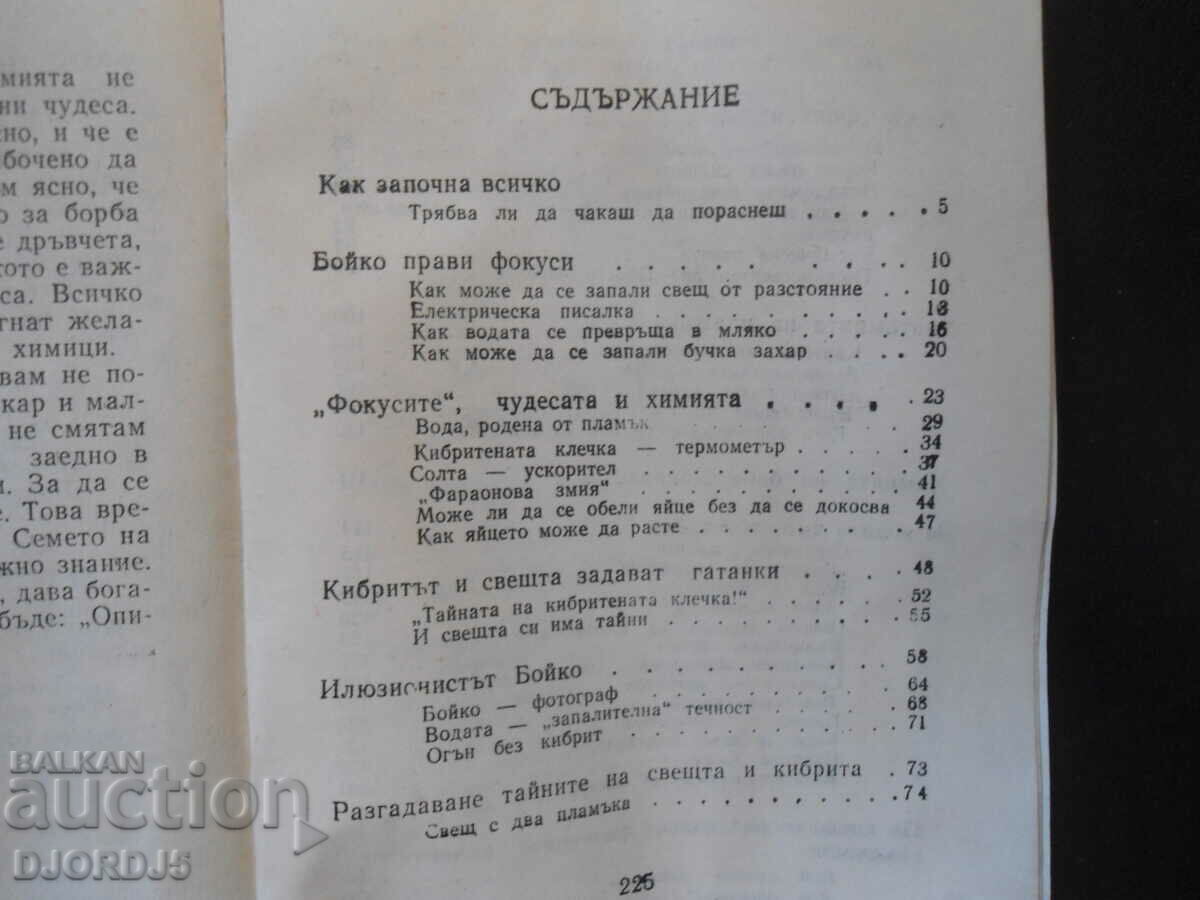 мията не
ни чудеса.
сно, и че е
бочено да
м ясно, че
о за борба
е дръвчета,
кото е важ-
са. Всичко
гнат жела-
химици.
вам не по-
кар и мал-
не смятам
заедно в
и. За да се
е. Това вре-
Семето на
жно знание.
, дава бога-
бъде: „Опи-
СЪДЪРЖАНИЕ
Как започна всичко
Трябва ли да чакаш да пораснеш . . . . . 5
Бойко прави фокуси . . . . . . . . 10
Как може да се запали свещ от разстояние . . 10
Електрическа писалка . . . . . . . . 13
Как водата се превръща в мляко . . . . . 16
Как може да се запали бучка захар . . . . 20
„Фокусите“, чудесата и химията . . . . . 23
Вода, родена от пламък . . . . . . . 29
Кибритената клечка — термометър . . . . . 34
Солта — ускорител . . . . . . . . 37
„Фараонова змия“ . . . . . . . . . 41
Може ли да се обели яйце без да се докосва 44
Как яйцето може да расте . . . . . . . 47
Кибритът и свещта задават гатанки . . . . 48
„Тайната на кибритената клечка!“ . . . . . 52
И свещта си има тайни . . . . . . . 55
Илюзионистът Бойко . . . . . . . . 58
Бойко — фотограф . . . . . . . . . 64
Водата — „запалителна“ течност . . . . . 68
Огън без кибрит . . . . . . . . . 71
Разгадаване тайните на свещта и кибрита . 73
Свещ с два пламъка . . . . . . . . 74
225
BALKAN
auction
DJORDJ5